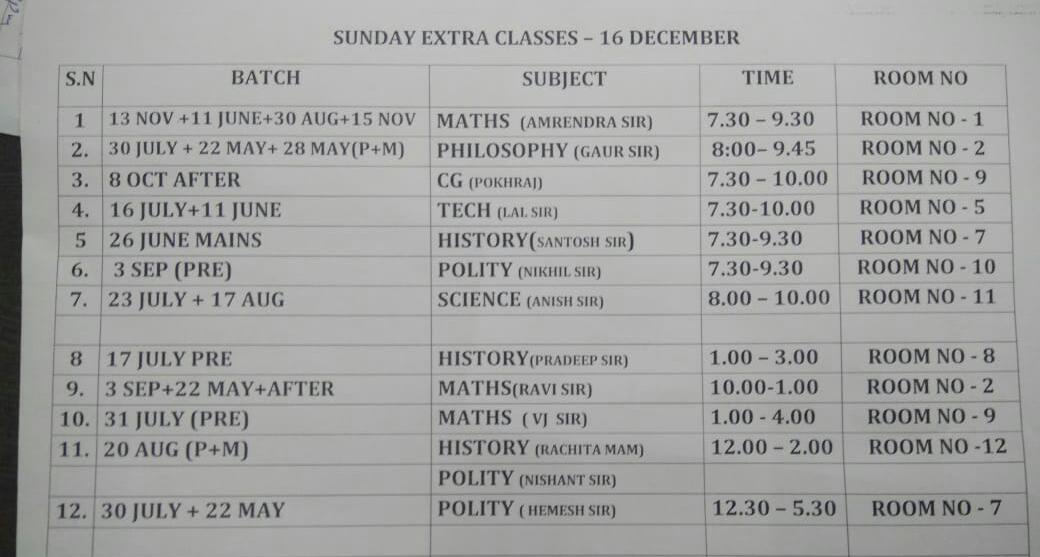 SUNDAY EXTRA CLASSES – 16 DECEMBER
S.N BATCH SUBJECT TIME ROOM NO
1 13 NOV +11 JUNE+30 AUG+15 NOV MATHS (AMRENDRA SIR) 7.30 – 9.30 ROOM NO - 1
2. 30 JULY + 22 MAY+ 28 MAY(P+M) PHILOSOPHY (GAUR SIR) 8:00– 9.45 ROOM NO - 2
3. 8 OCT AFTER CG (POKHRAJ) 7.30 – 10.00 ROOM NO - 9
4. 16 JULY+11 JUNE TECH (LAL SIR) 7.30-10.00 ROOM NO - 5
5 26 JUNE MAINS HISTORY(SANTOSH SIR) 7.30-9.30 ROOM NO - 7
6. 3 SEP (PRE) POLITY (NIKHIL SIR) 7.30-9.30 ROOM NO - 10
7. 23 JULY + 17 AUG SCIENCE (ANISH SIR) 8.00 – 10.00 ROOM NO - 11
8 17 JULY PRE HISTORY(PRADEEP SIR) 1.00 – 3.00 ROOM NO - 8
9. 3 SEP+22 MAY+AFTER MATHS(RAVI SIR) 10.00-1.00 ROOM NO - 2
10. 31 JULY (PRE) MATHS ( VJ SIR) 1.00 - 4.00 ROOM NO - 9
11. 20 AUG (P+M) HISTORY (RACHITA MAM) 12.00 – 2.00 ROOM NO -12
POLITY (NISHANT SIR)
12. 30 JULY + 22 MAY POLITY ( HEMESH SIR) 12.30 – 5.30 ROOM NO - 7